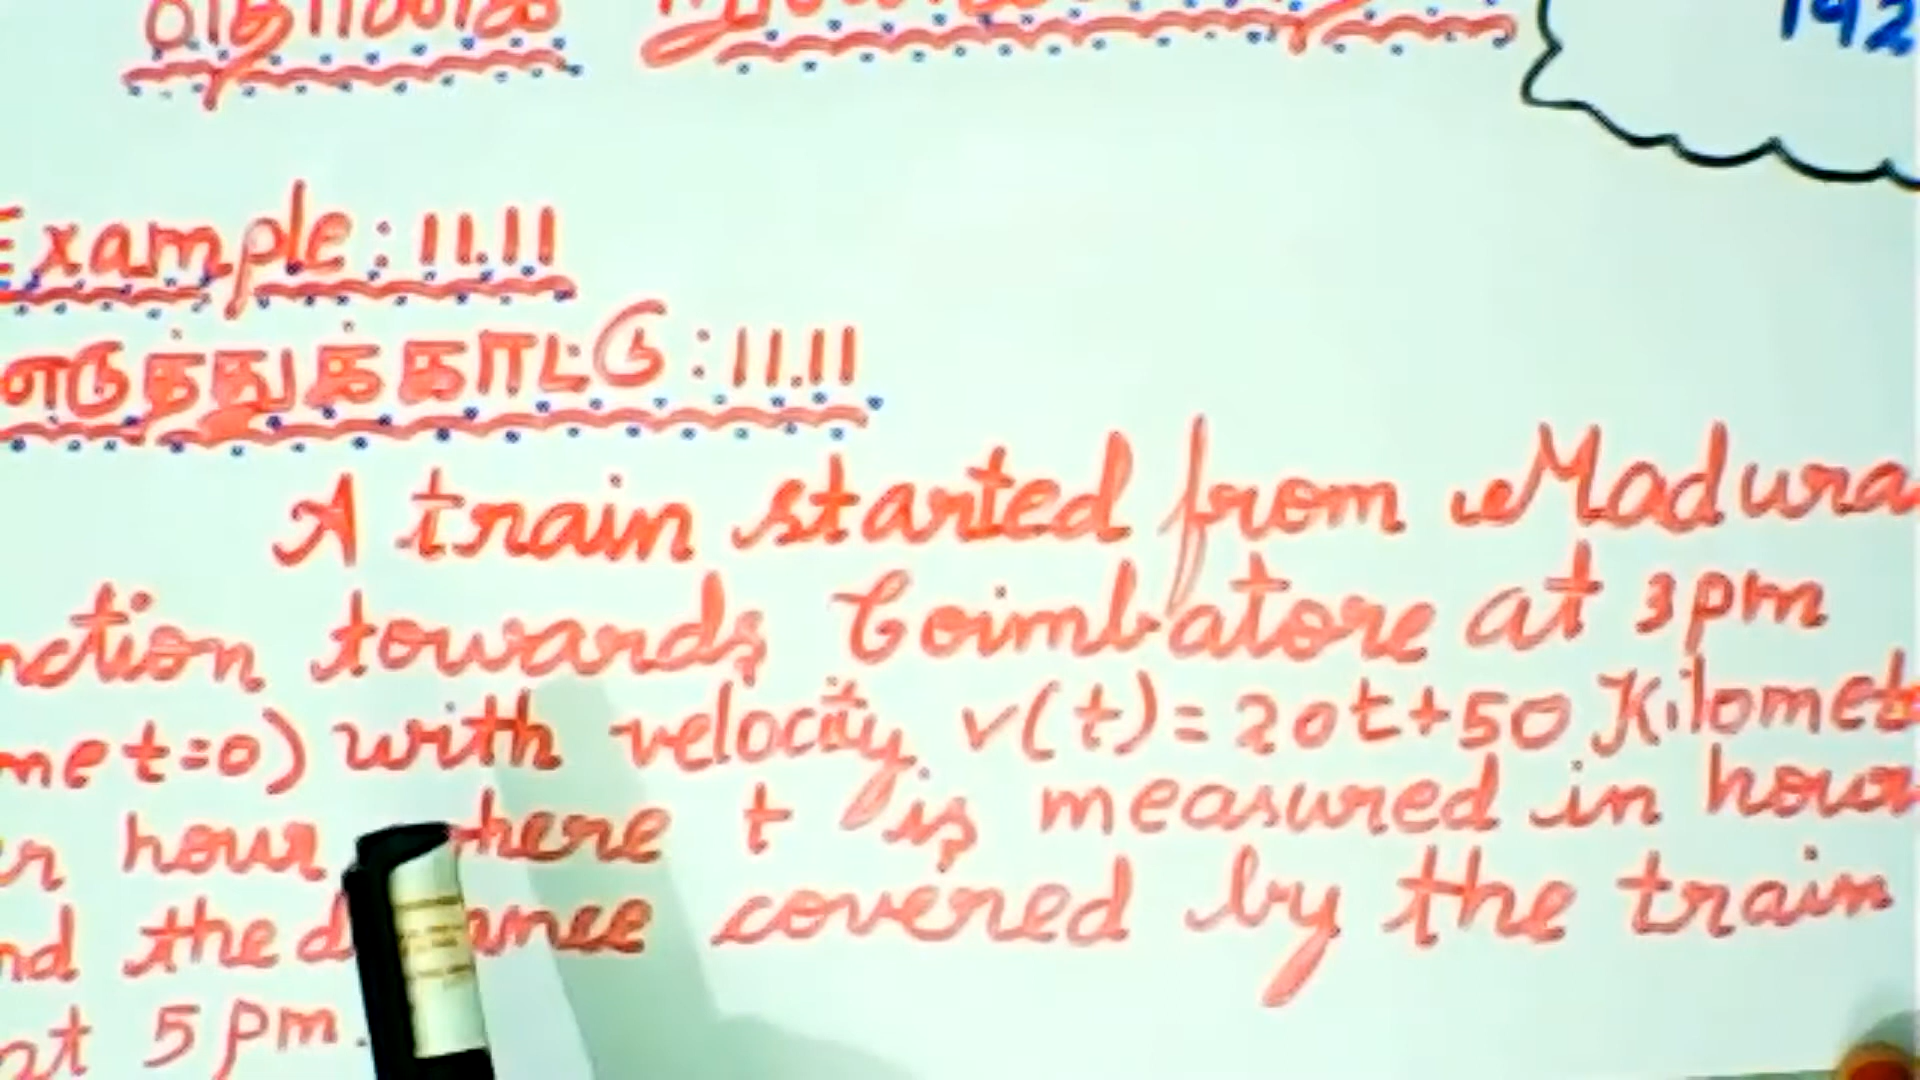 192
Example : 11.11
எடுத்துக்காட்டு : 11.11
A train started from Madura
nction towards Coimbatore at 3pm
me t=0) with velocity v(t)=20t+50 Kilomet
er hour here t is measured in hour
nd the d ance covered by the train
at 5 pm.